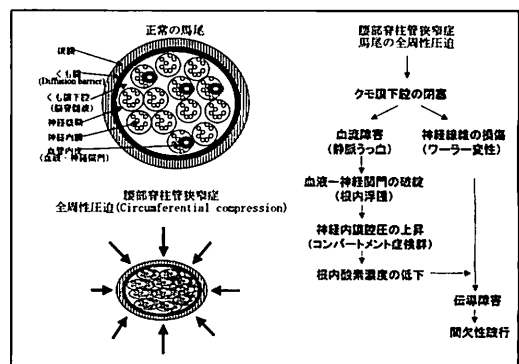 正常の馬尾
硬膜
くも膜
(Diffusion barrier)
くも膜下腔
(脳脊髄液)
神経線維
神経内膜
血管内皮
(血液・神経関門)
腰部脊柱管狭窄症
全周性圧迫(Circumferential compression)
腰部脊柱管狭窄症
馬尾の全周性圧迫
クモ膜下腔の閉塞
血流障害
(静脈うっ血)
神経線維の損傷
(ワーラー変性)
血液ー神経関門の破綻
(根内浮腫)
神経内膜腔圧の上昇
(コンパートメント症候群)
根内酸素濃度の低下
伝導障害
間欠性跛行